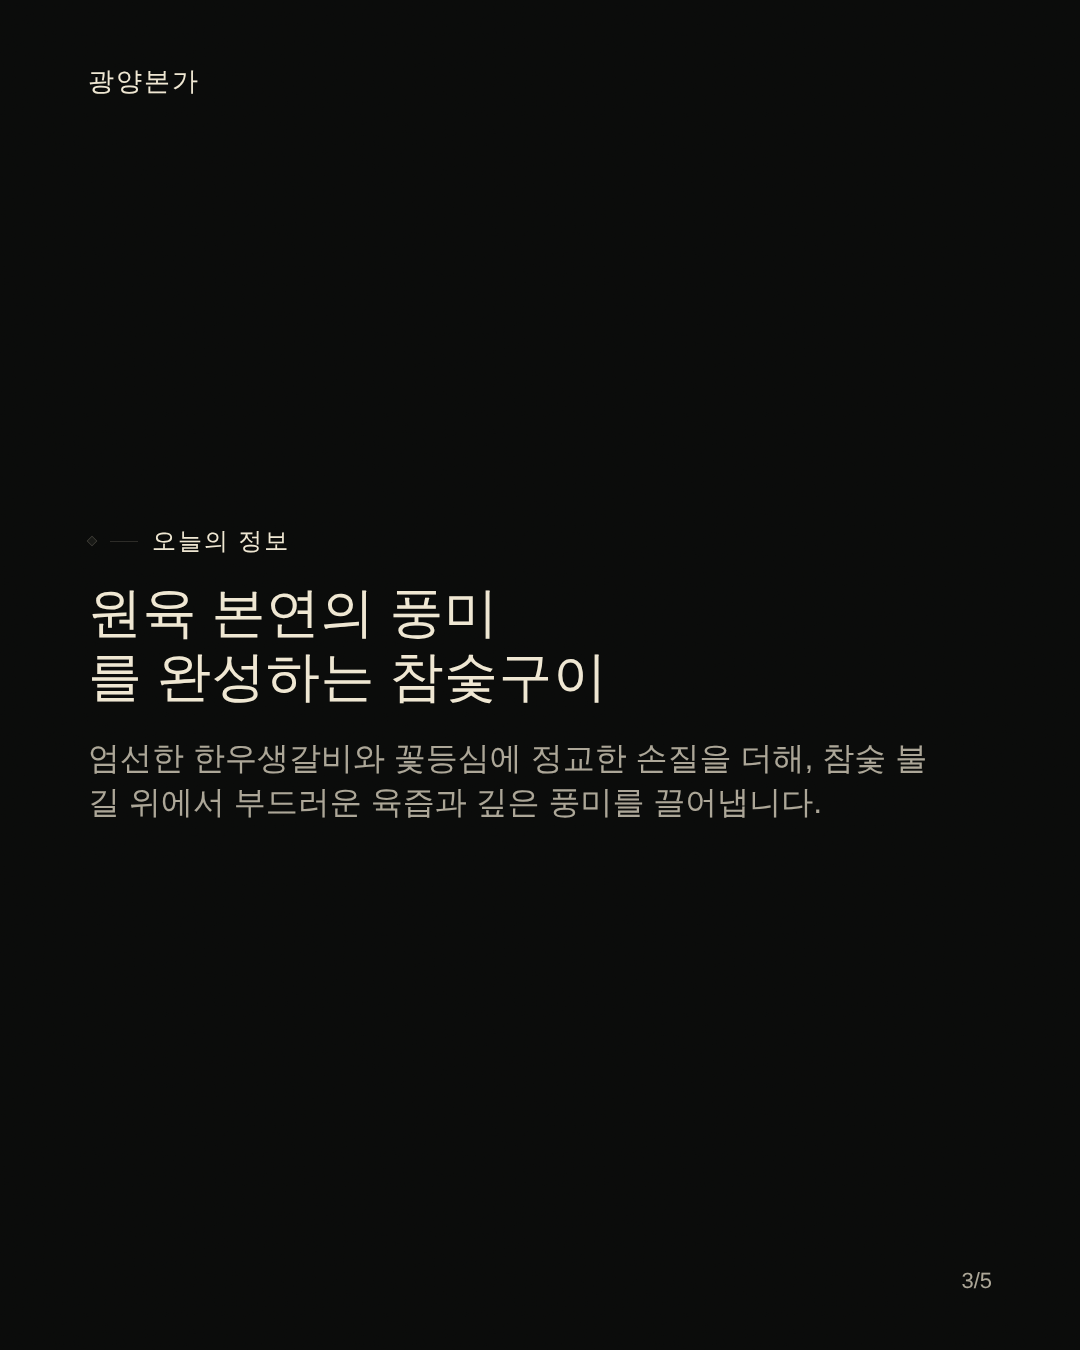 광양본가
오늘의 정보
원육 본연의 풍미
를 완성하는 참숯구이
엄선한 한우생갈비와 꽃등심에 정교한 손질을 더해, 참숯 불
길 위에서 부드러운 육즙과 깊은 풍미를 끌어냅니다.
3/5